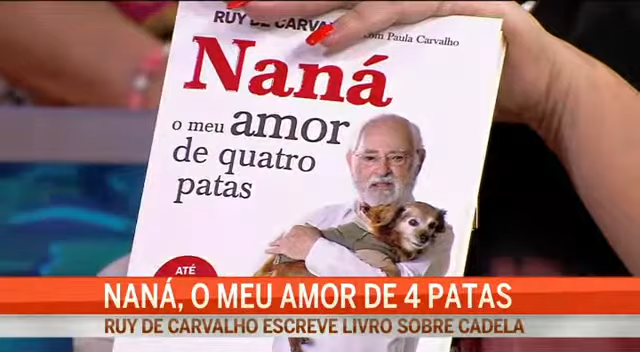 RUY DE CARVALHO
com Paula Carvalho
Naná
o meu amor
de quatro
patas
ATÉ
NANÁ, O MEU AMOR DE 4 PATAS
RUY DE CARVALHO ESCREVE LIVRO SOBRE CADELA